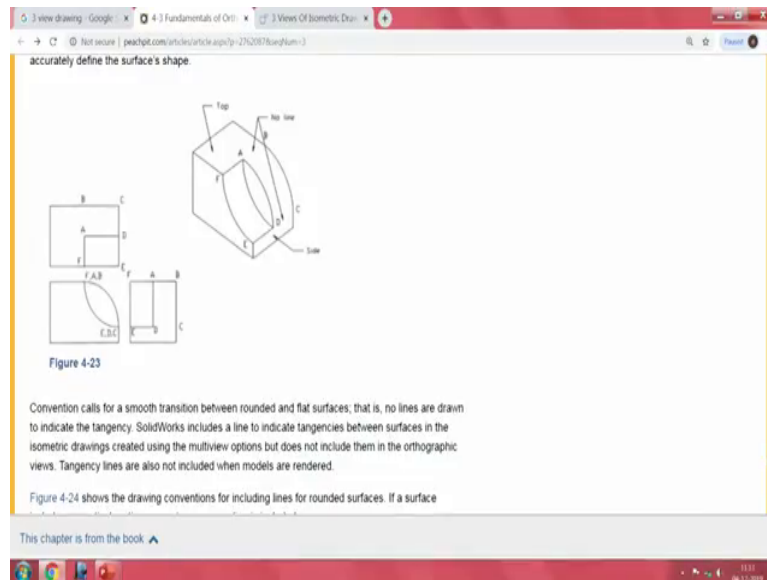 3 view drawing - Google
4-3 Fundamentals of Orth
3 Views Of Isometric Draw
Not secure | peachpit.com/articles/article.aspx?p=2762087&seqNum=3
Paused
accurately define the surface's shape.
Top
No line
B
A
F
C
D
E
Side
B C
A
D
F
E
F,A,B
F A B
E,D,C
E D
C
Figure 4-23
Convention calls for a smooth transition between rounded and flat surfaces; that is, no lines are drawn
to indicate the tangency. SolidWorks includes a line to indicate tangencies between surfaces in the
isometric drawings created using the multiview options but does not include them in the orthographic
views. Tangency lines are also not included when models are rendered.
Figure 4-24 shows the drawing conventions for including lines for rounded surfaces. If a surface
This chapter is from the book